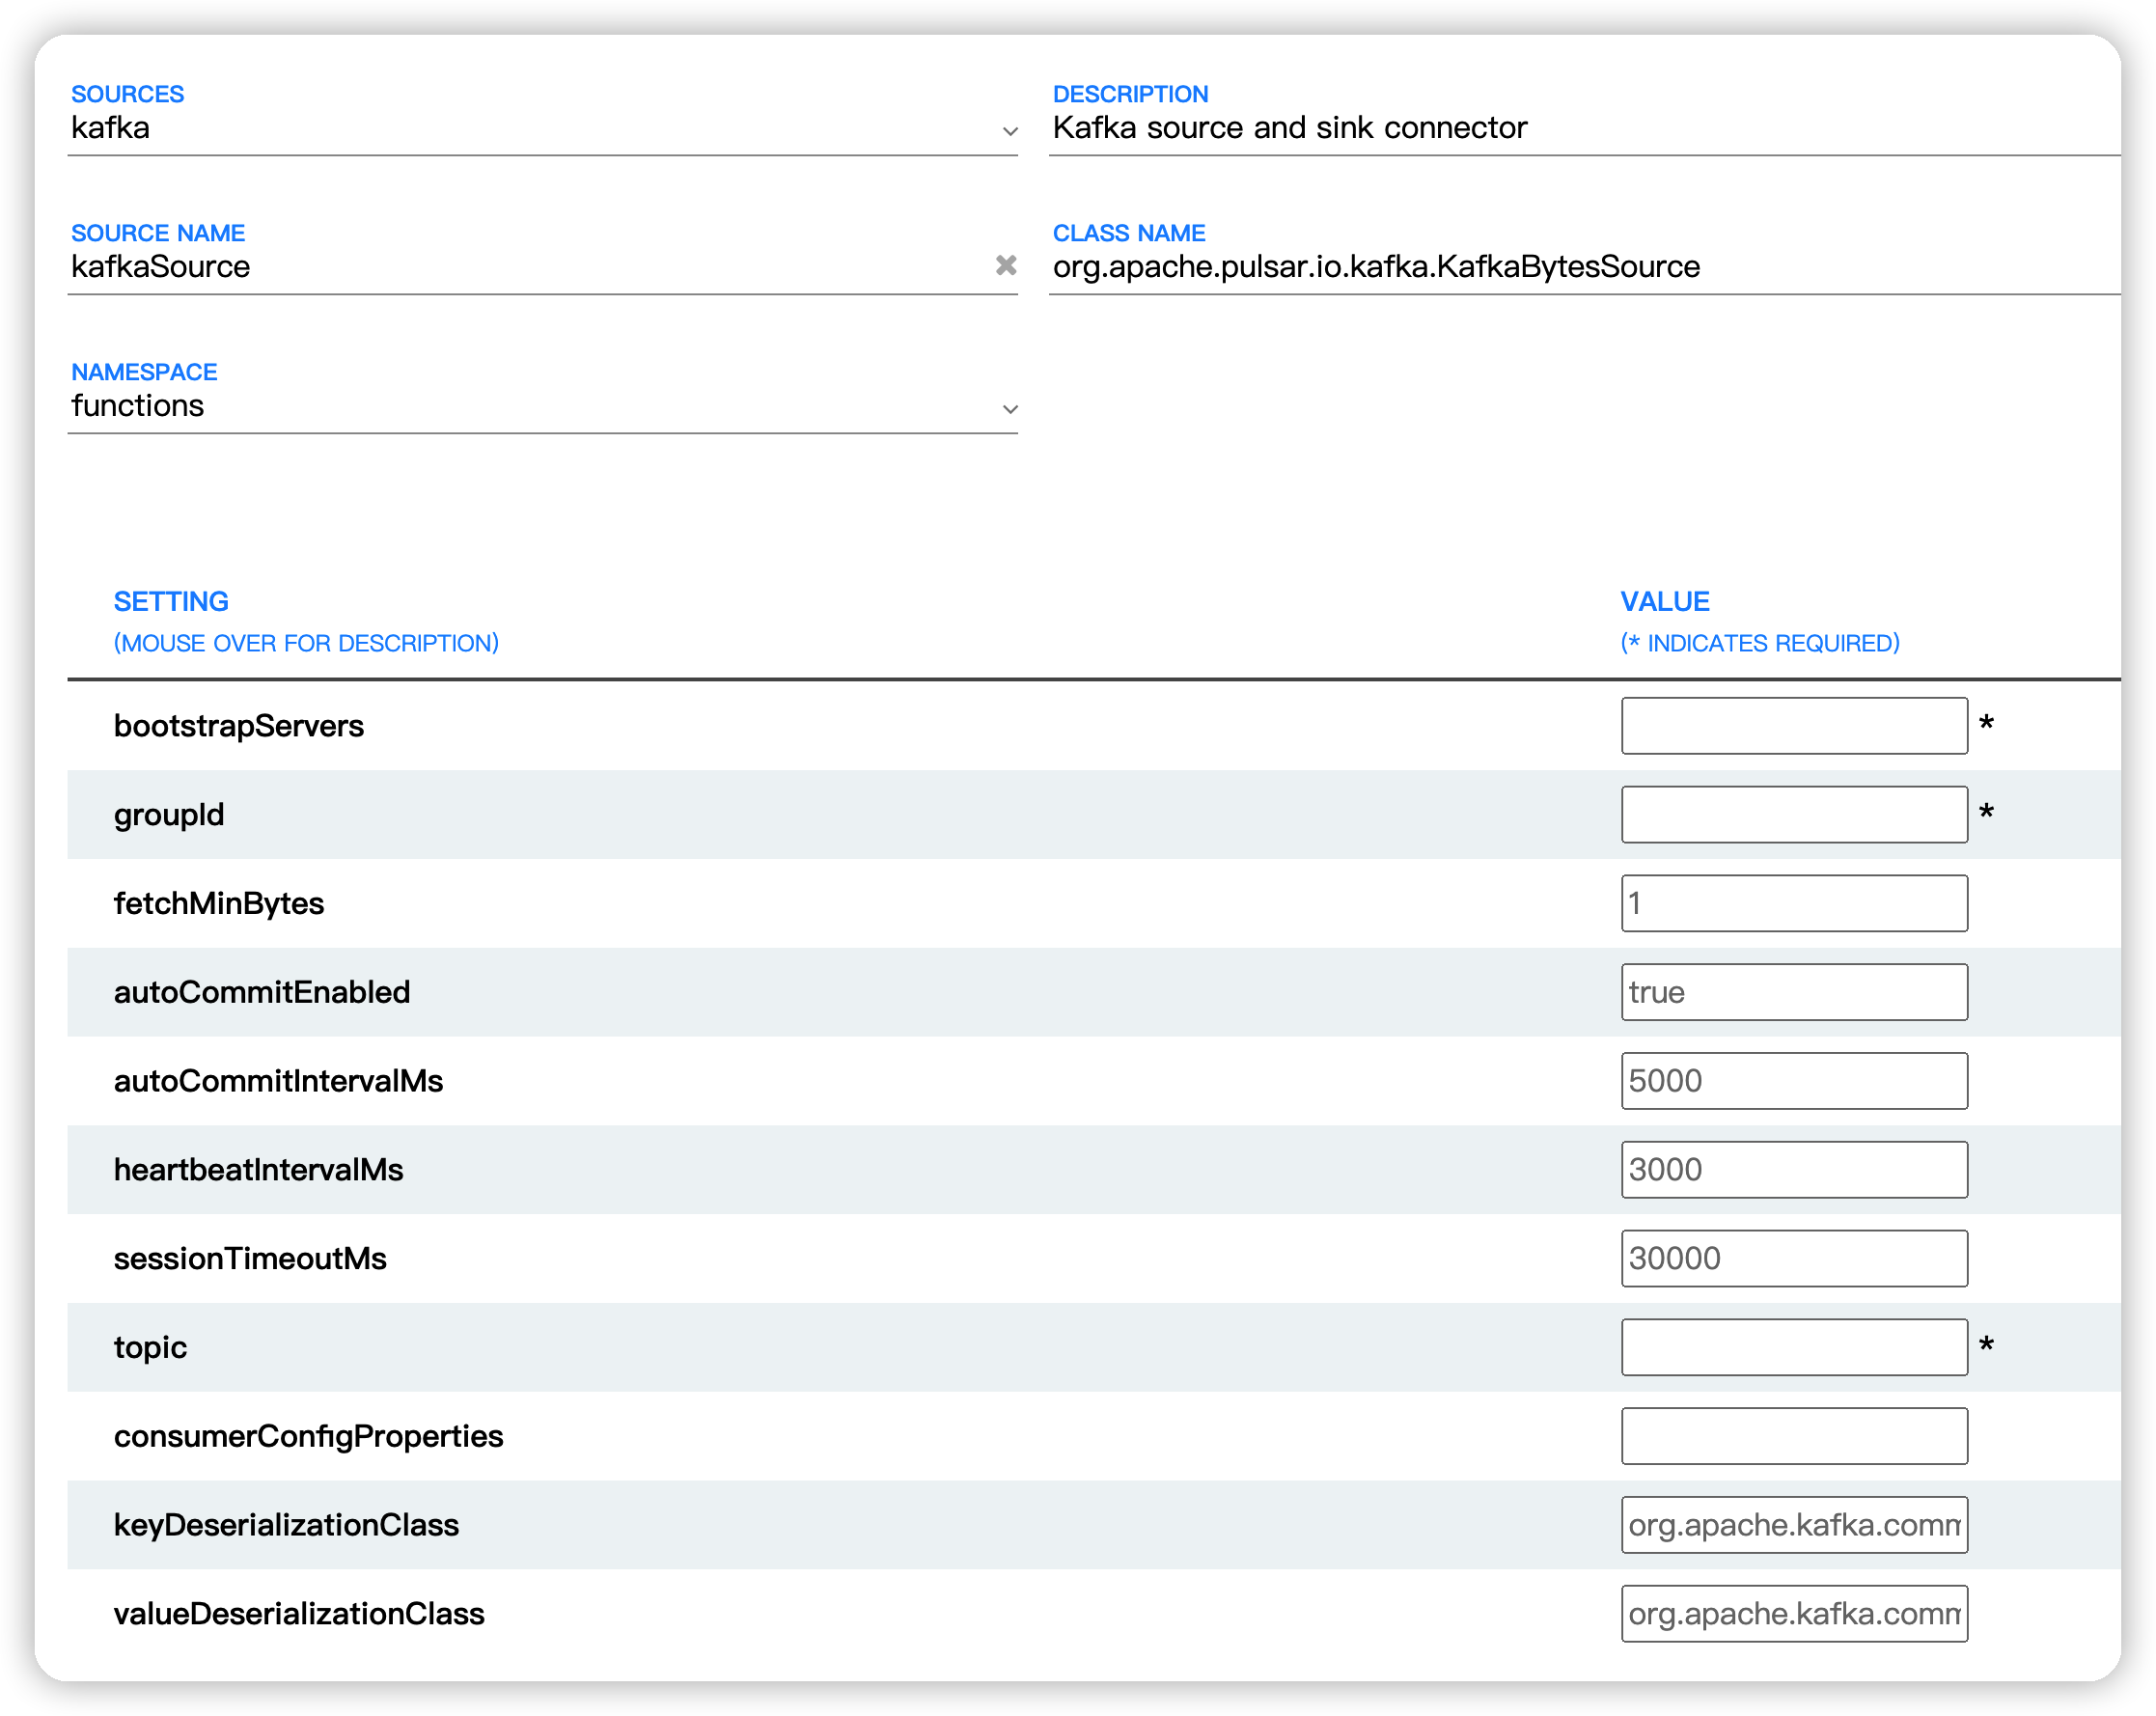 SOURCES
kafka
DESCRIPTION
Kafka source and sink connector
SOURCE NAME
kafkaSource
CLASS NAME
org.apache.pulsar.io.kafka.KafkaBytesSource
NAMESPACE
functions
SETTING
(MOUSE OVER FOR DESCRIPTION)
VALUE
(* INDICATES REQUIRED)
bootstrapServers *
groupId *
fetchMinBytes 1
autoCommitEnabled true
autoCommitIntervalMs 5000
heartbeatIntervalMs 3000
sessionTimeoutMs 30000
topic *
consumerConfigProperties
keyDeserializationClass org.apache.kafka.comm
valueDeserializationClass org.apache.kafka.comm